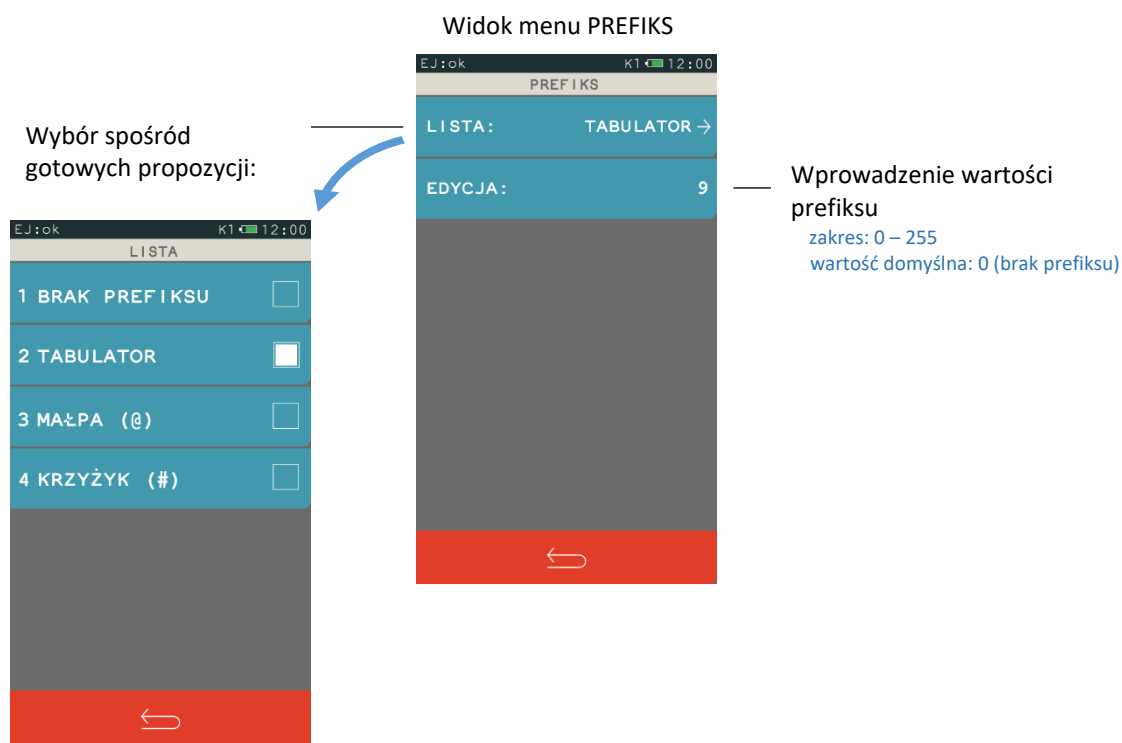 Widok menu PREFIKS
EJ:ok K1 12:00
PREFIKS
LISTA: TABULATOR →
EDYCJA: 9
Wybór spośród
gotowych propozycji:
Wprowadzenie wartości
prefiksu
zakres: 0 – 255
wartość domyślna: 0 (brak prefiksu)
EJ:ok K1 12:00
LISTA
1 BRAK PREFIKSU
2 TABULATOR
3 MAŁPA (@)
4 KRZYŻYK (#)